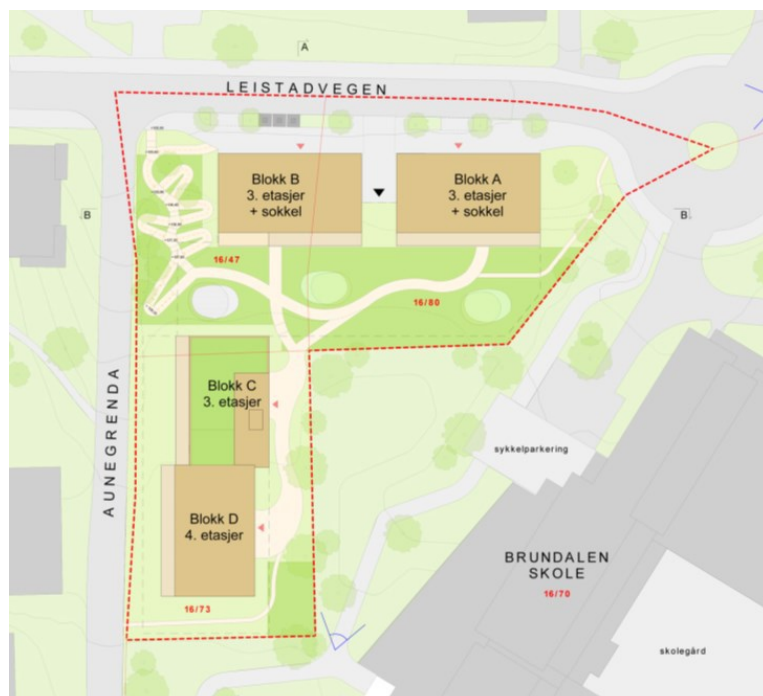 A
LEISTADVEGEN
Blokk B
3. etasjer
+ sokkel
Blokk A
3. etasjer
+ sokkel
B
B
16/47
16/80
Blokk C
3. etasjer
AUNEGRENDA
sykkelparkering
Blokk D
4. etasjer
BRUNDALEN
SKOLE
16/70
16/73
skolegård